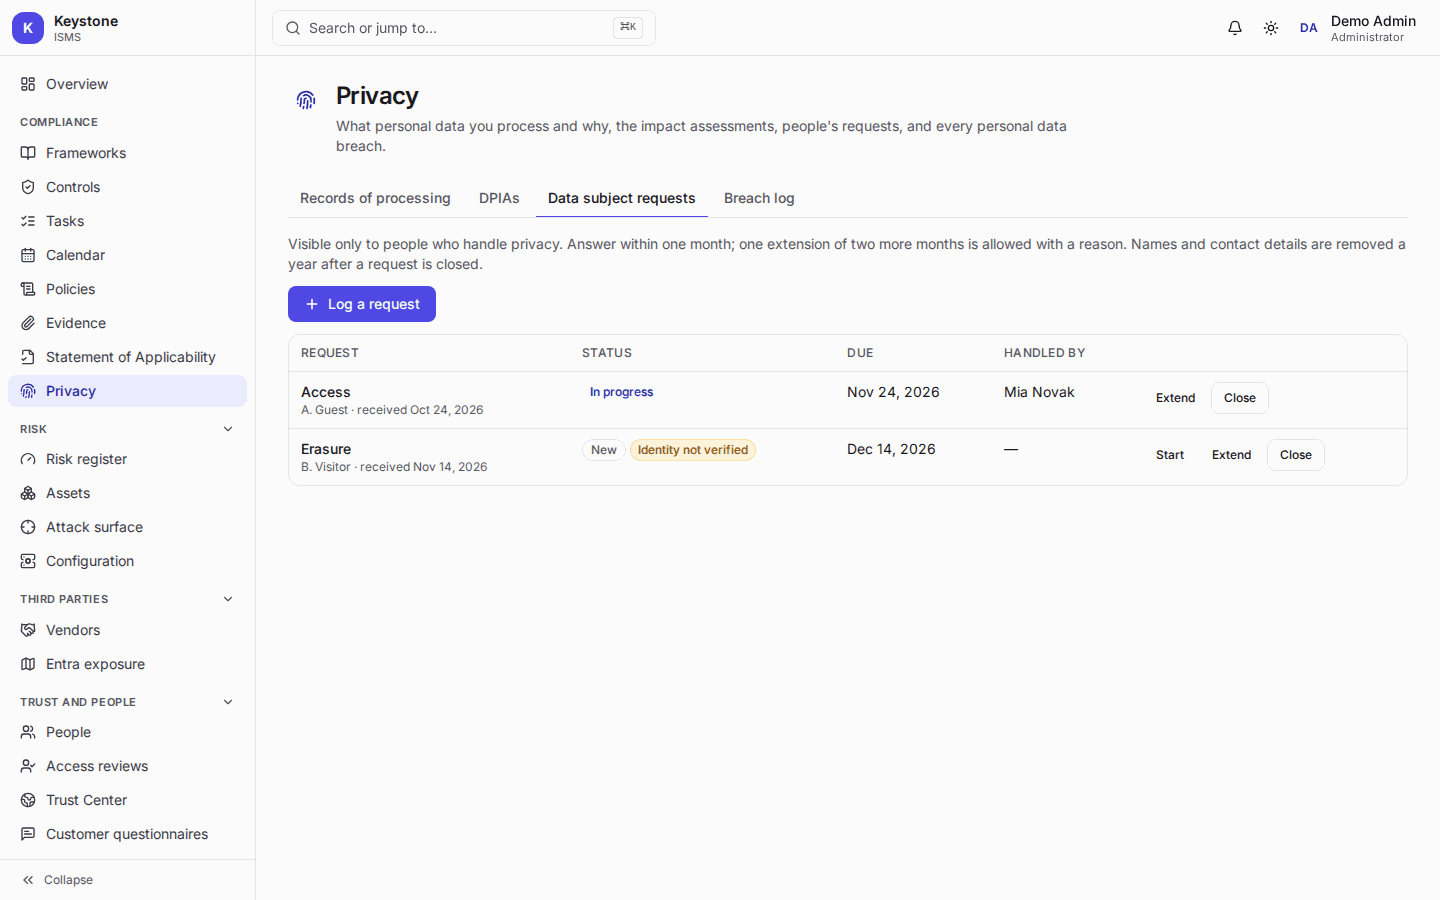 K
Keystone
ISMS
Search or jump to...
⌘K
DA
Demo Admin
Administrator
Overview
COMPLIANCE
Frameworks
Controls
Tasks
Calendar
Policies
Evidence
Statement of Applicability
Privacy
RISK
Risk register
Assets
Attack surface
Configuration
THIRD PARTIES
Vendors
Entra exposure
TRUST AND PEOPLE
People
Access reviews
Trust Center
Customer questionnaires
Collapse
Privacy
What personal data you process and why, the impact assessments, people's requests, and every personal data
breach.
Records of processing DPIAs Data subject requests Breach log
Visible only to people who handle privacy. Answer within one month; one extension of two more months is allowed with a reason. Names and contact details are removed a
year after a request is closed.
+ Log a request
REQUEST STATUS DUE HANDLED BY
Access In progress Nov 24, 2026 Mia Novak Extend Close
A. Guest · received Oct 24, 2026
Erasure New Identity not verified Dec 14, 2026 — Start Extend Close
B. Visitor · received Nov 14, 2026